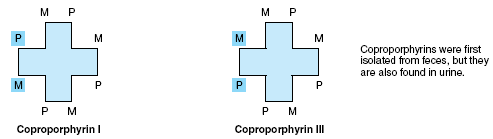 M P
P M
M P
P M
Coproporphyrin I
M P
M M
P P
P M
Coproporphyrin III
Coproporphyrins were first
isolated from feces, but they
are also found in urine.